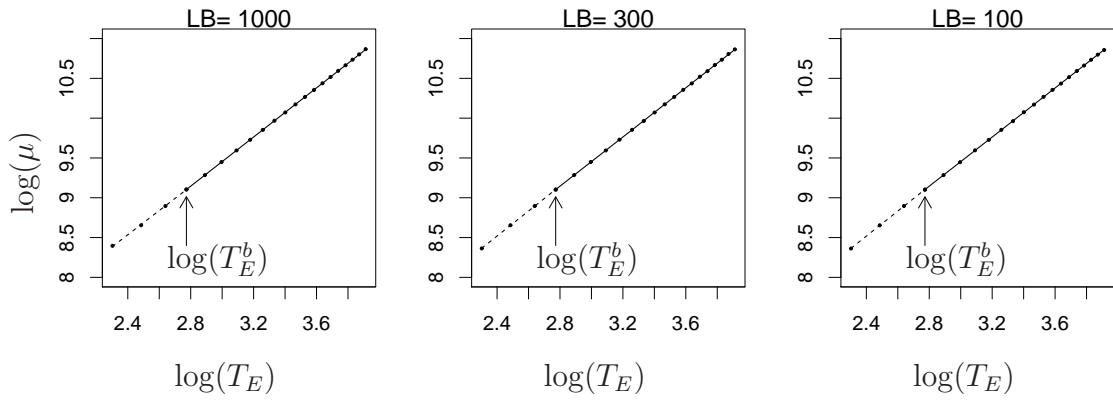 LB= 1000 LB= 300 LB= 100
log(μ)
10.5 10.5 10.5
9.5 9.5 9.5
9 9 9
8.5 8.5 8.5
8 8 8
log(T_E^b) log(T_E^b) log(T_E^b)
2.4 2.8 3.2 3.6 2.4 2.8 3.2 3.6 2.4 2.8 3.2 3.6
log(T_E) log(T_E) log(T_E)